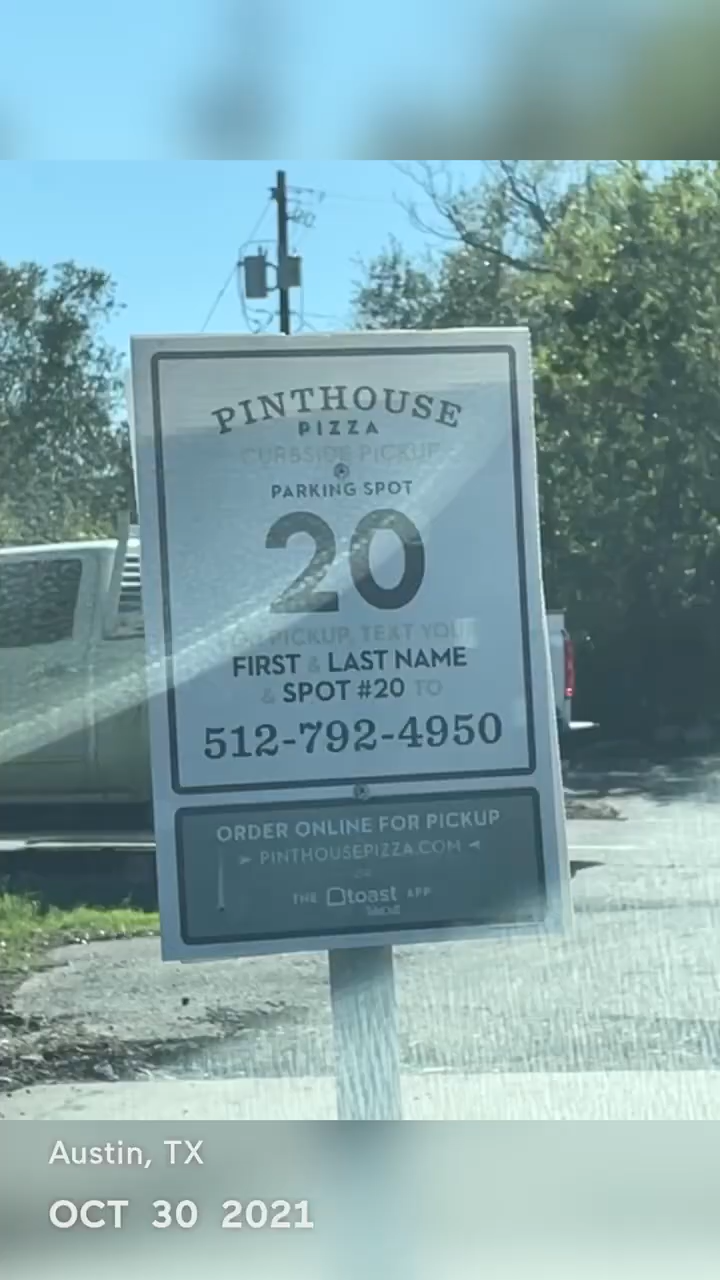 PINTHOUSE
PIZZA
CURBSIDE PICKUP
PARKING SPOT
20
PICKUP, TEXT YOUR
FIRST & LAST NAME
& SPOT #20 TO
512-792-4950
ORDER ONLINE FOR PICKUP
PINTHOUSEPIZZA.COM
THE toast APP
Austin, TX
OCT 30 2021